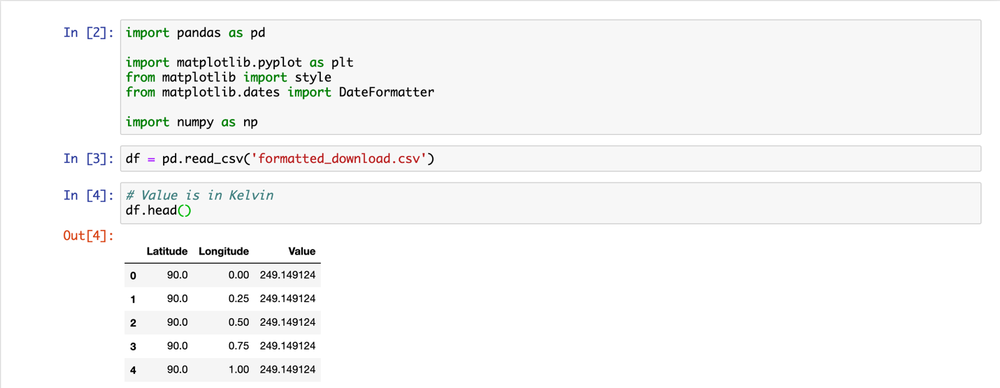 In [2]: import pandas as pd
import matplotlib.pyplot as plt
from matplotlib import style
from matplotlib.dates import DateFormatter
import numpy as np
In [3]: df = pd.read_csv('formatted_download.csv')
In [4]: # Value is in Kelvin
df.head()
Out[4]:
Latitude Longitude Value
0 90.0 0.00 249.149124
1 90.0 0.25 249.149124
2 90.0 0.50 249.149124
3 90.0 0.75 249.149124
4 90.0 1.00 249.149124